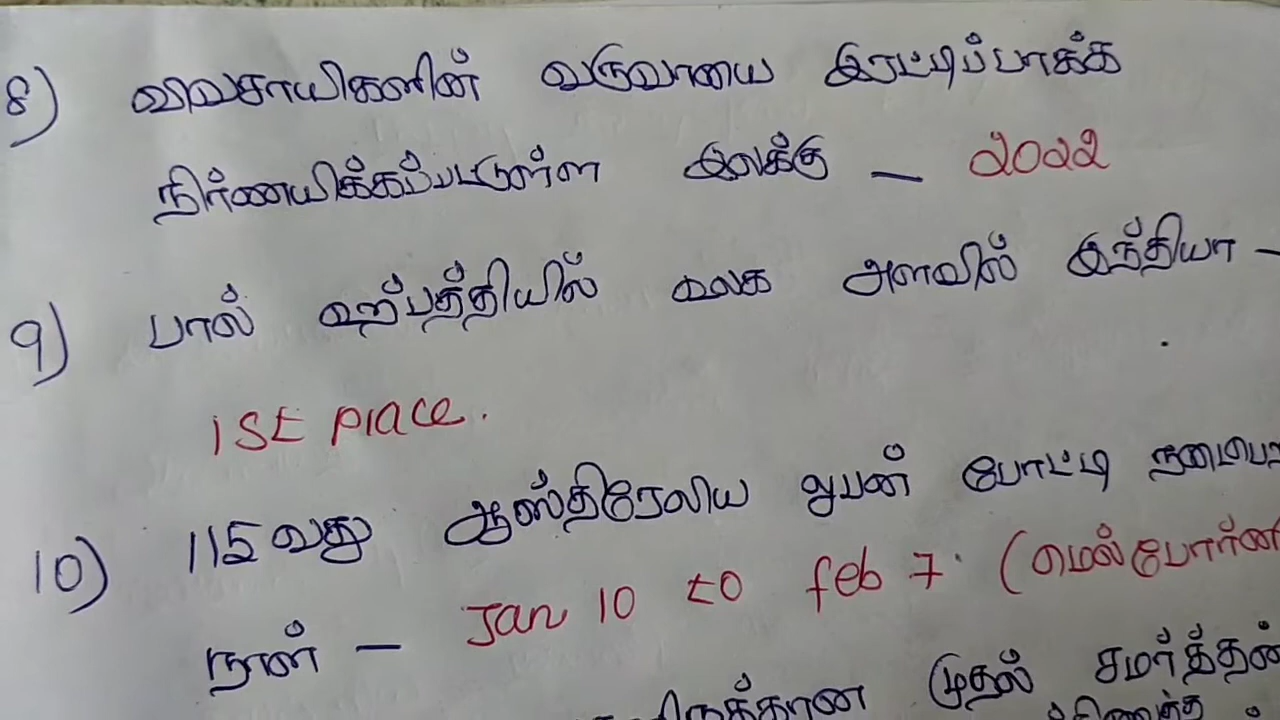 8) விவசாயிகளின் வருவாயை இரட்டிப்பாக்க
நிர்ணயிக்கப்பட்டுள்ள இலக்கு - 2022
9) பால் உற்பத்தியில் உலக அளவில் இந்தியா -
1st place.
10) 115வது ஆஸ்திரேலிய ஓபன் போட்டி நடைபெ
நாள் - Jan 10 to feb 7. (மெல்போர்ன்
முதல் சமர்த்தன்